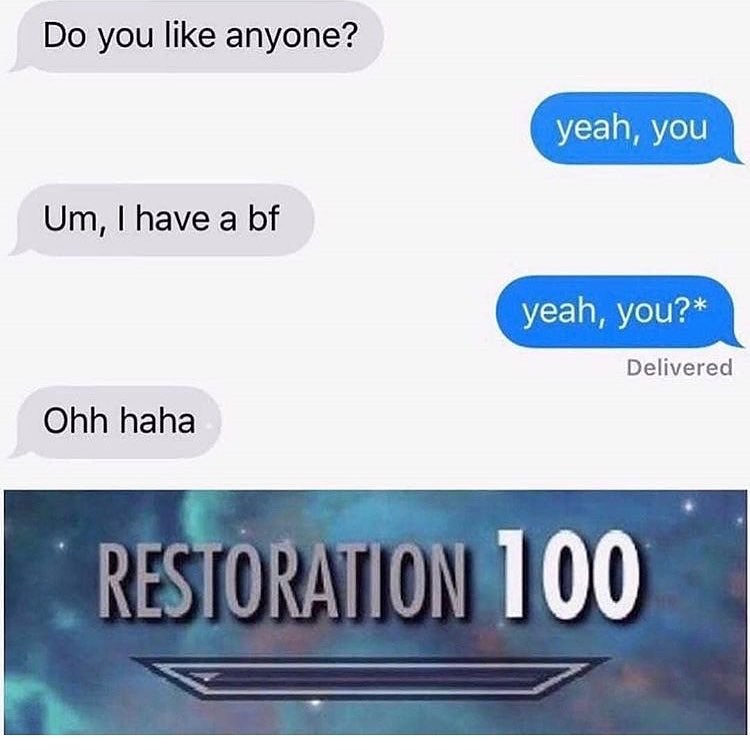 Do you like anyone?
yeah, you
Um, I have a bf
yeah, you?*
Delivered
Ohh haha
RESTORATION 100